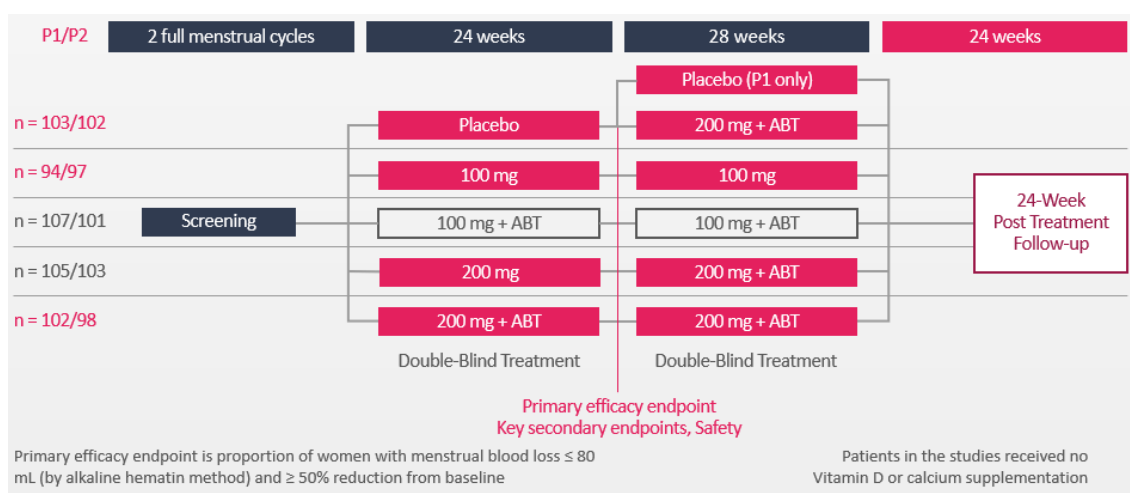 P1/P2 2 full menstrual cycles 24 weeks 28 weeks 24 weeks
Placebo (P1 only)
n = 103/102 Placebo 200 mg + ABT
n = 94/97 100 mg 100 mg
n = 107/101 Screening 100 mg + ABT 100 mg + ABT
24-Week
Post Treatment
Follow-up
n = 105/103 200 mg 200 mg + ABT
n = 102/98 200 mg + ABT 200 mg + ABT
Double-Blind Treatment Double-Blind Treatment
Primary efficacy endpoint
Key secondary endpoints, Safety
Primary efficacy endpoint is proportion of women with menstrual blood loss ≤ 80
mL (by alkaline hematin method) and ≥ 50% reduction from baseline
Patients in the studies received no
Vitamin D or calcium supplementation